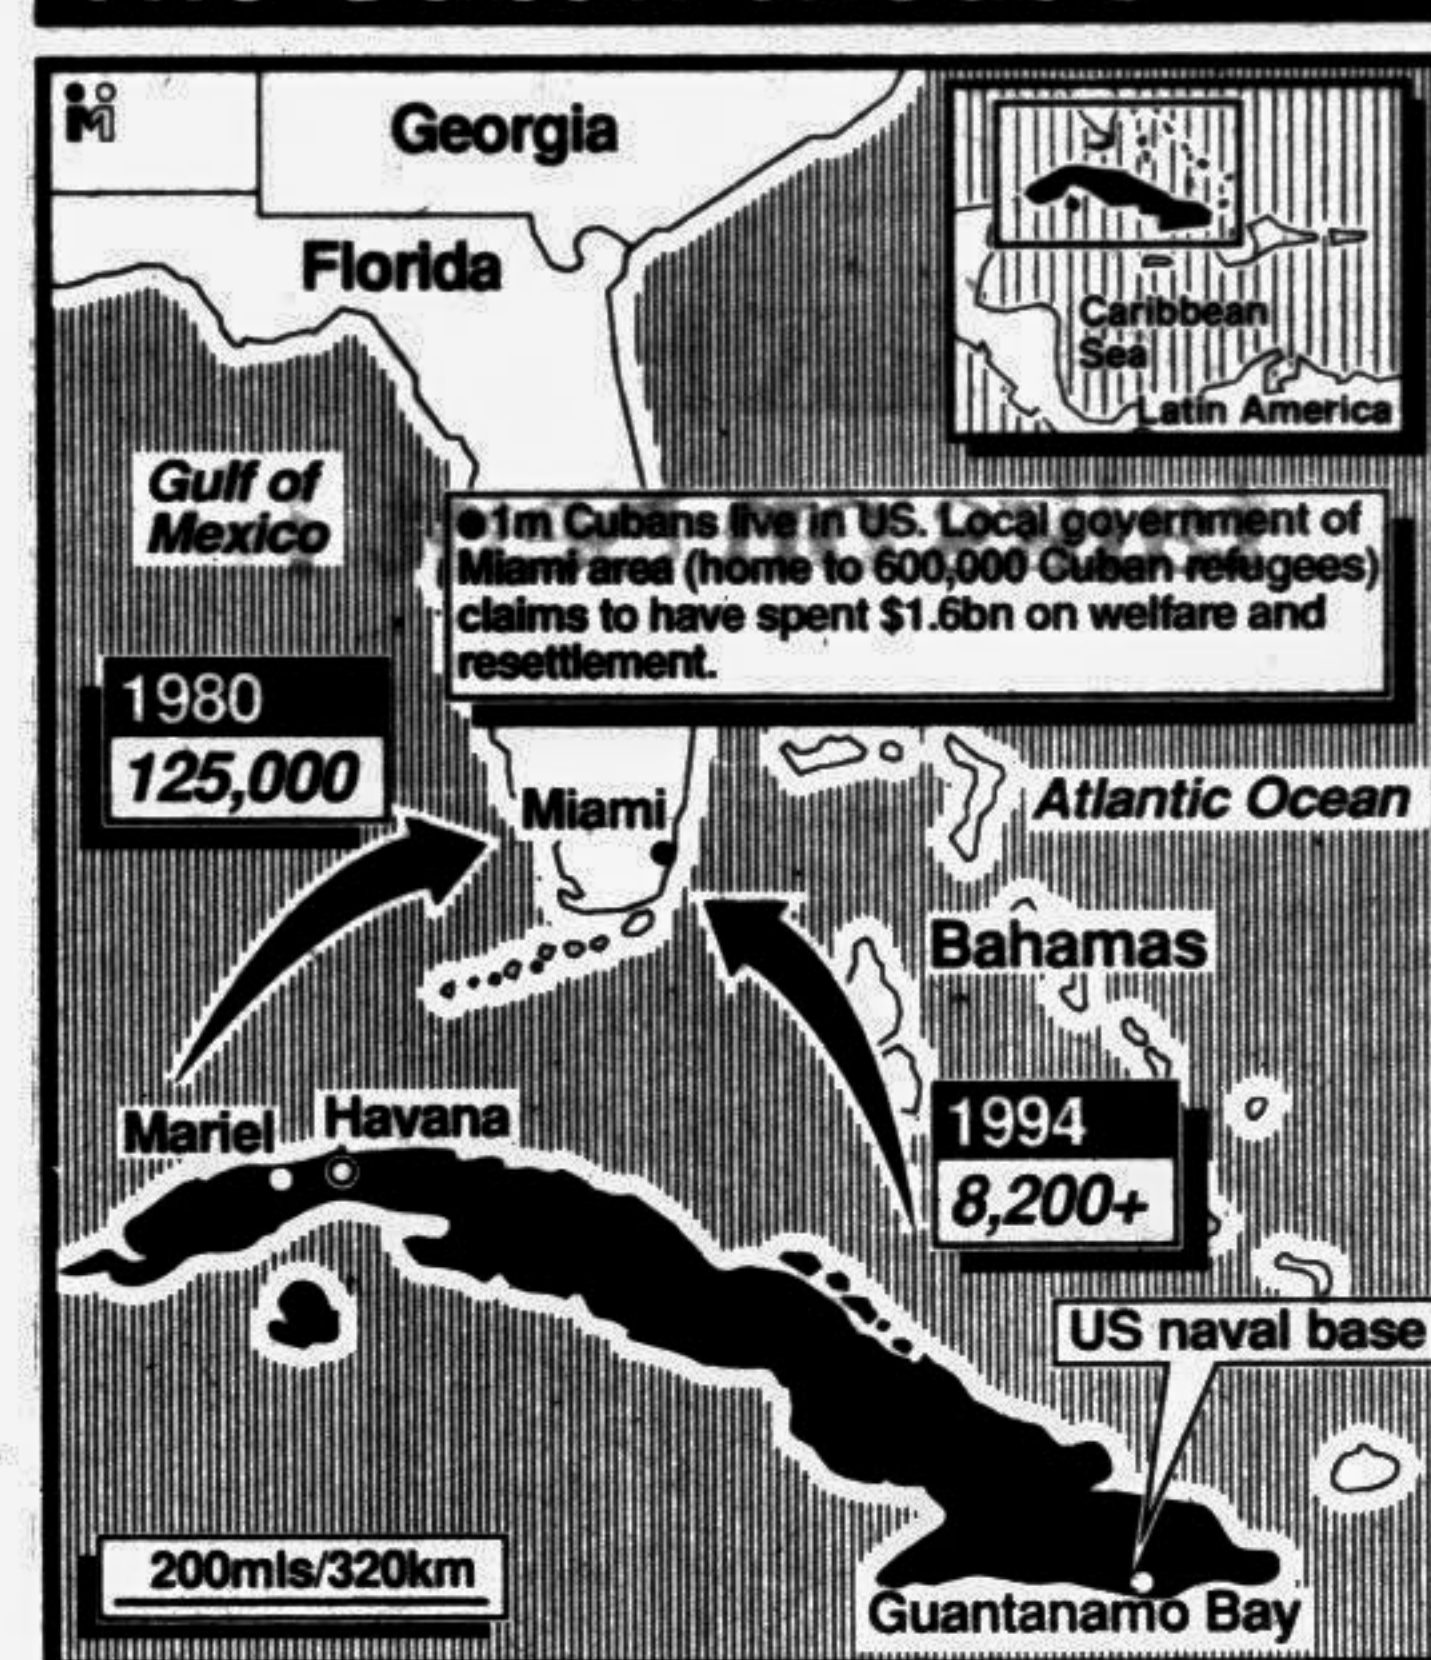 Georgia
Florida
Caribbean
Sea
Latin America
Gulf of
Mexico
●1m Cubans live in US. Local government of
Miami area (home to 600,000 Cuban refugees)
claims to have spent $1.6bn on welfare and
resettlement.
1980
125,000
Miami
Atlantic Ocean
Bahamas
Mariel
Havana
1994
8,200+
US naval base
200mls/320km
Guantanamo Bay